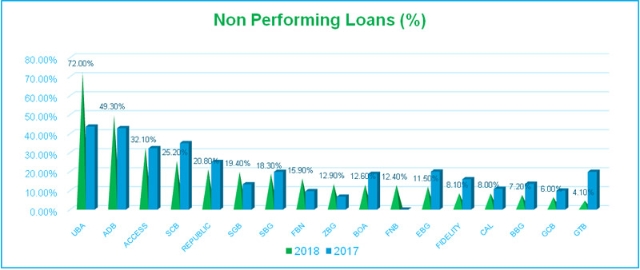 Non Performing Loans (%)
80.00%
70.00%
60.00%
50.00%
40.00%
30.00%
20.00%
10.00%
0.00%
72.00%
49.30%
32.10%
25.20%
20.80%
19.40%
18.30%
15.90%
12.90%
12.60%
12.40%
11.50%
8.10%
8.00%
7.20%
6.00%
4.10%
UBA
ADB
ACCESS
SCB
REPUBLIC
SGB
SBG
FBN
ZBG
BOA
FNB
EBG
FIDELITY
CAL
BBG
GCB
GTB
2018 2017